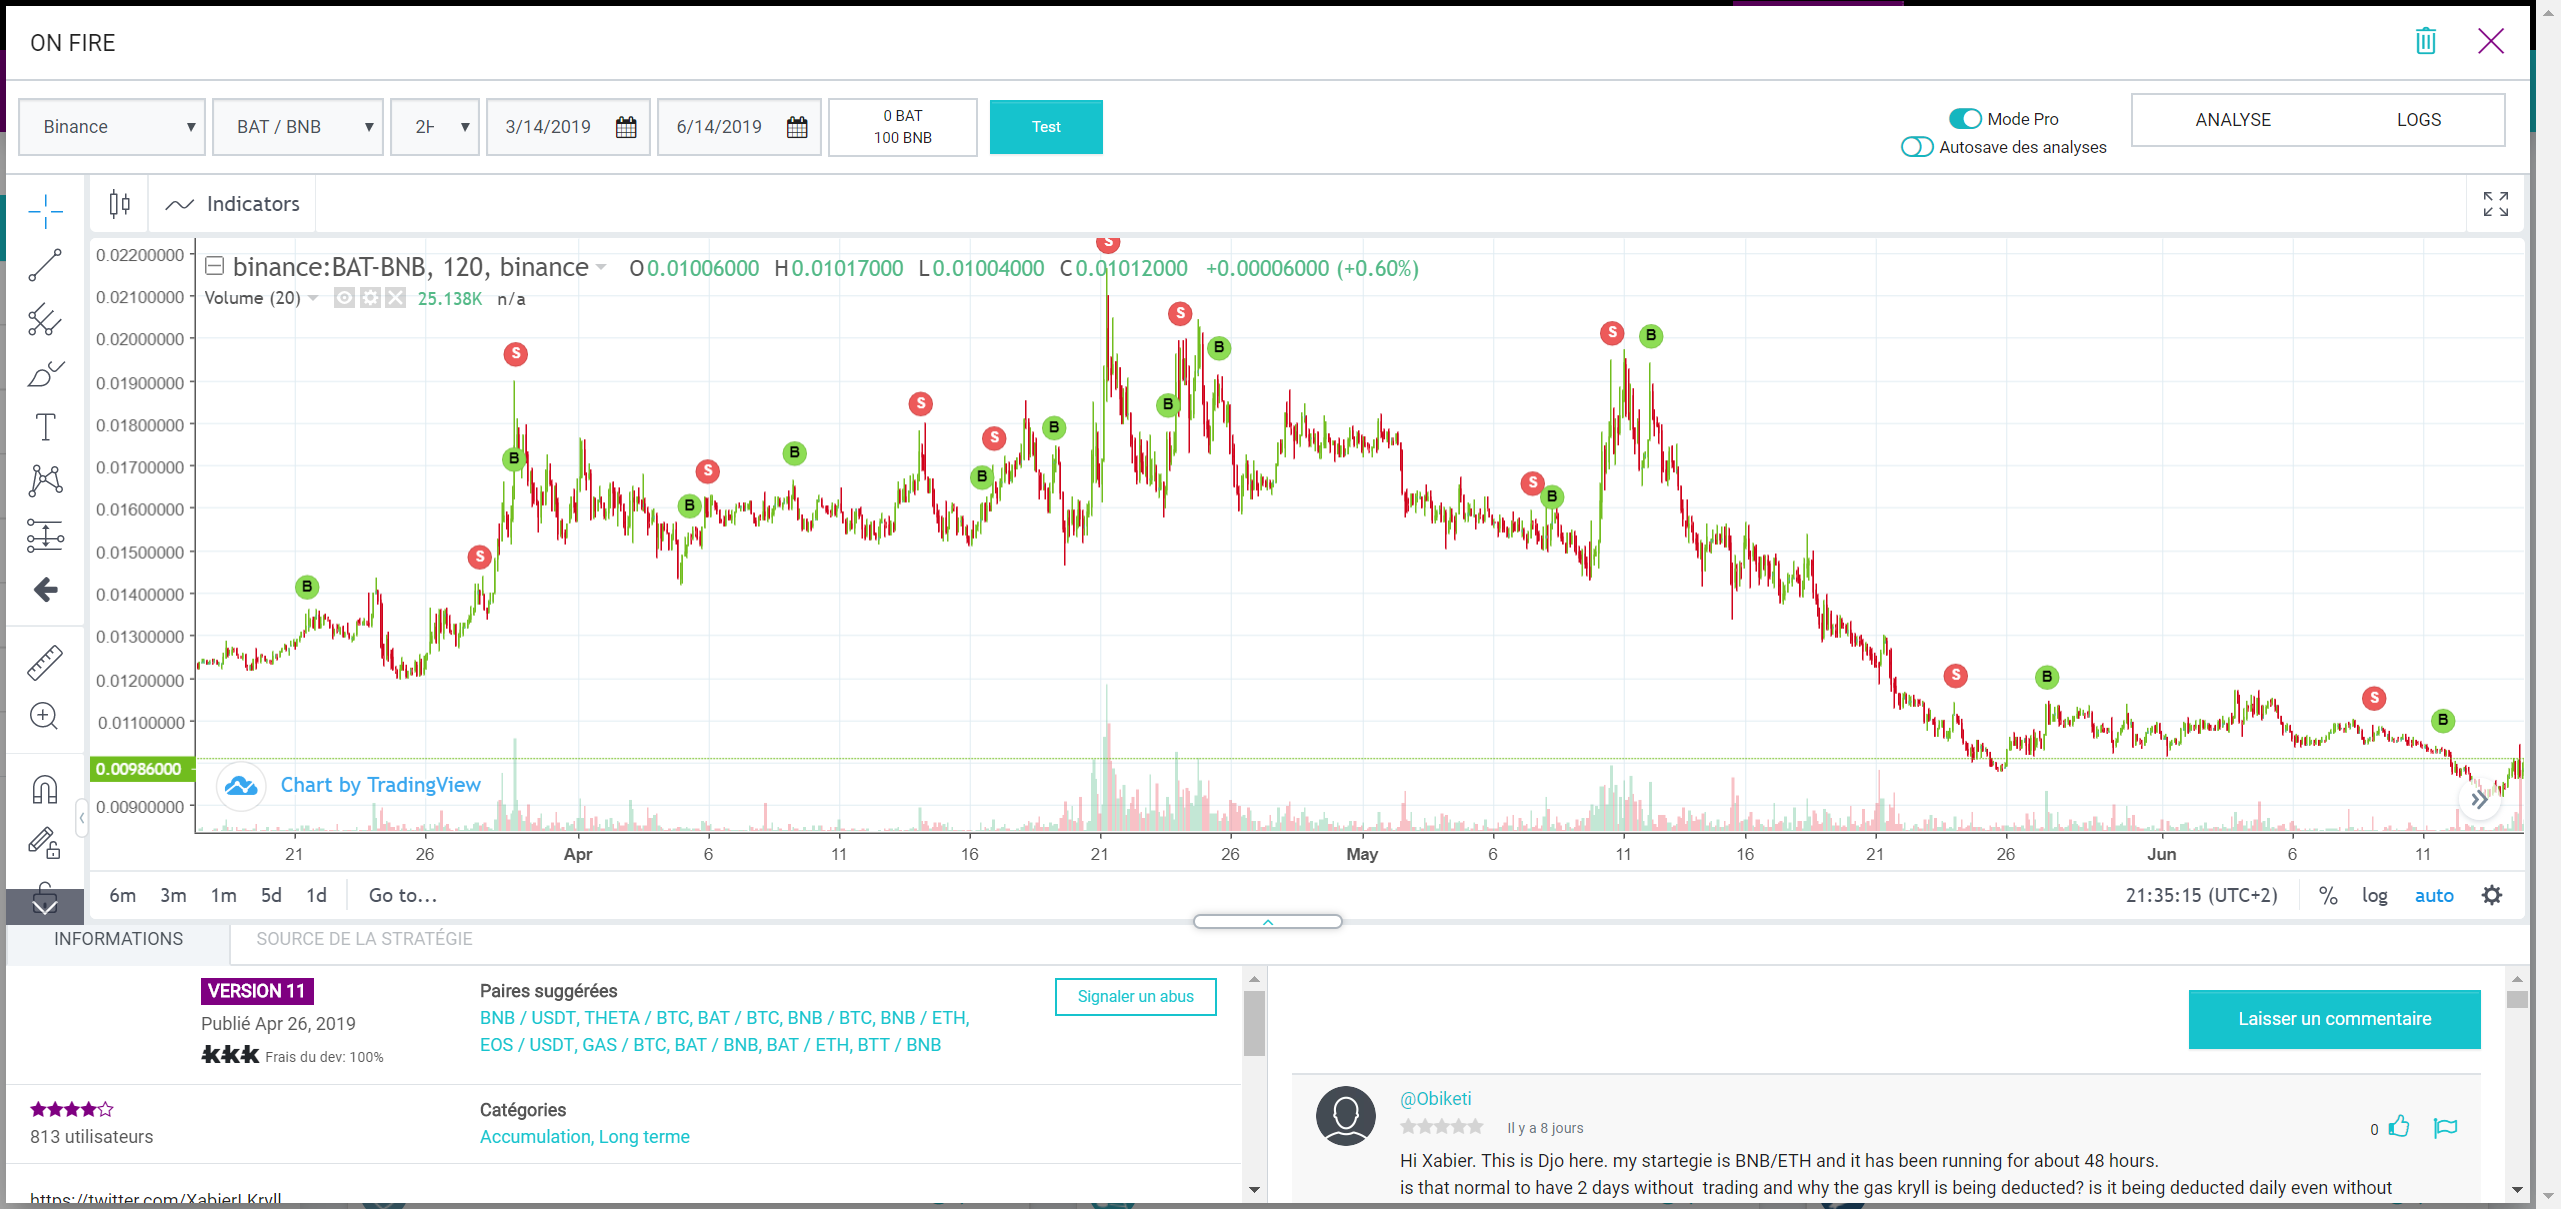 ON FIRE
Binance
BAT / BNB
3/14/2019
6/14/2019
0 BAT
100 BNB
Test
Mode Pro
Autosave des analyses
ANALYSE
LOGS
Indicators
binance:BAT-BNB, 120, binance O0.01006000 H0.01017000 L0.01004000 C0.01012000 +0.00006000 (+0.60%)
Volume (20) 25.138K n/a
0.02200000
0.02100000
0.02000000
0.01900000
0.01800000
0.01700000
0.01600000
0.01500000
0.01400000
0.01300000
0.01200000
0.01100000
0.00986000
0.00900000
B
S
S
B
B
S
B
S
B
S
B
S
B
S
B
S
B
S
B
S
B
S
B
Chart by TradingView
21 26 Apr 6 11 16 21 26 May 6 11 16 21 26 Jun 6 11
6m 3m 1m 5d 1d Go to...
21:35:15 (UTC+2) % log auto
INFORMATIONS
SOURCE DE LA STRATÉGIE
VERSION 11
Publié Apr 26, 2019
Frais du dev: 100%
Paires suggérées
BNB / USDT, THETA / BTC, BAT / BTC, BNB / BTC, BNB / ETH,
EOS / USDT, GAS / BTC, BAT / BNB, BAT / ETH, BTT / BNB
Signaler un abus
813 utilisateurs
Catégories
Accumulation, Long terme
https://twitter.com/XabierLKryll
Laisser un commentaire
@Obiketi
Il y a 8 jours
0
Hi Xabier. This is Djo here. my startegie is BNB/ETH and it has been running for about 48 hours.
is that normal to have 2 days without trading and why the gas kryll is being deducted? is it being deducted daily even without